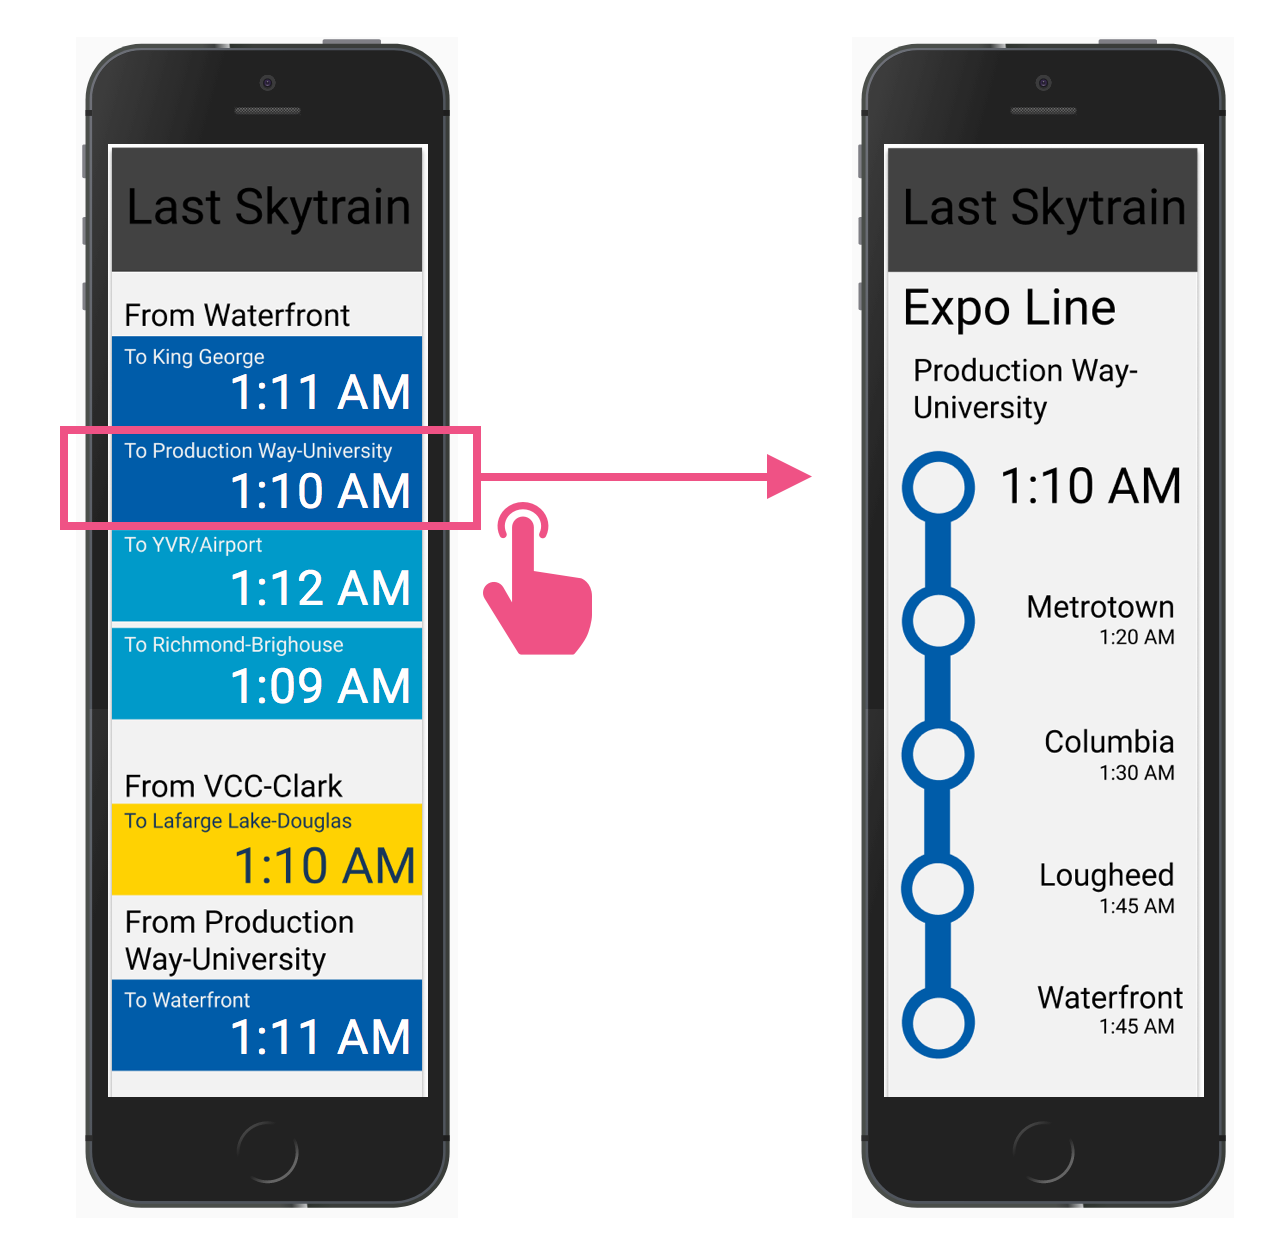 Last Skytrain
From Waterfront
To King George
1:11 AM
To Production Way-University
1:10 AM
To YVR/Airport
1:12 AM
To Richmond-Brighouse
1:09 AM
From VCC-Clark
To Lafarge Lake-Douglas
1:10 AM
From Production
Way-University
To Waterfront
1:11 AM
Last Skytrain
Expo Line
Production Way-
University
1:10 AM
Metrotown
1:20 AM
Columbia
1:30 AM
Lougheed
1:45 AM
Waterfront
1:45 AM